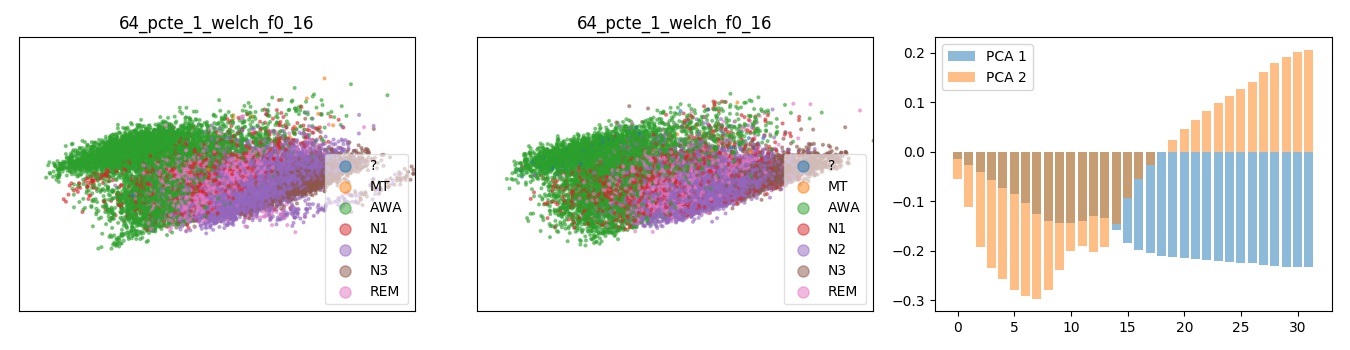 64_pcte_1_welch_f0_16
?
MT
AWA
N1
N2
N3
REM
64_pcte_1_welch_f0_16
?
MT
AWA
N1
N2
N3
REM
PCA 1
PCA 2
0.2
0.1
0.0
−0.1
−0.2
−0.3
0 5 10 15 20 25 30